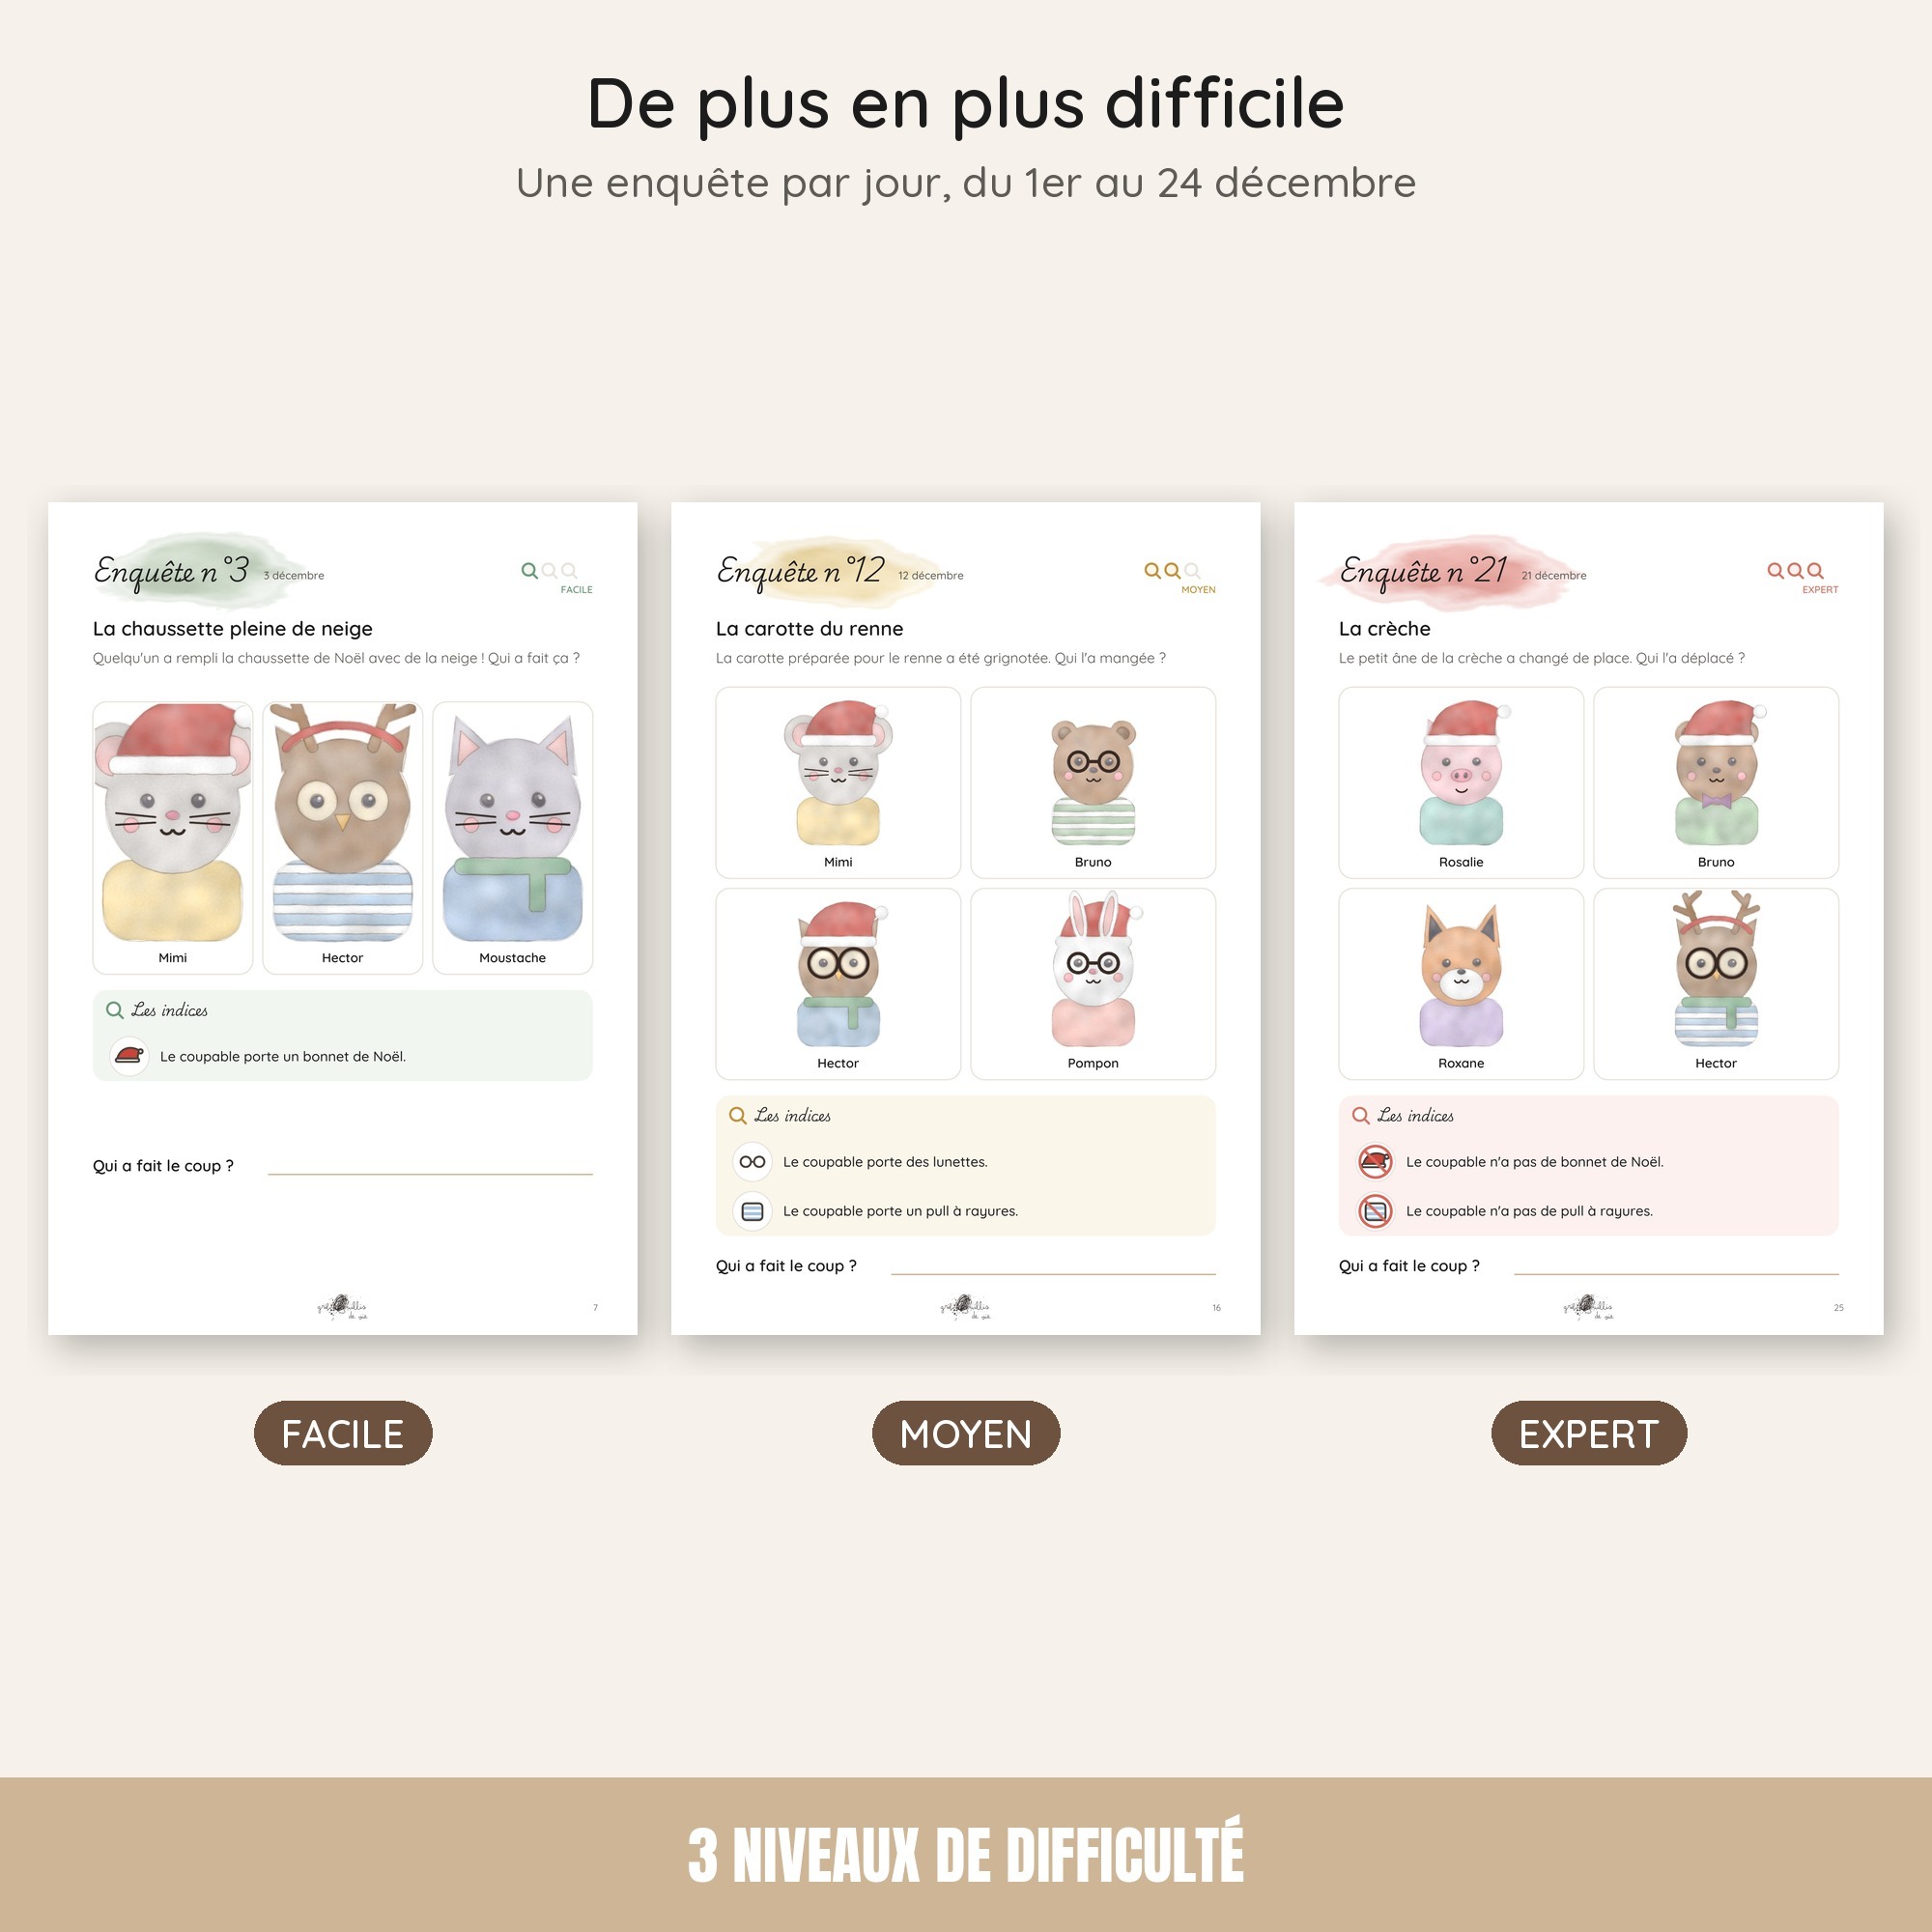 De plus en plus difficile
Une enquête par jour, du 1er au 24 décembre
Enquête n°3 3 décembre
FACILE
La chaussette pleine de neige
Quelqu'un a rempli la chaussette de Noël avec de la neige ! Qui a fait ça ?
Mimi Hector Moustache
Les indices
Le coupable porte un bonnet de Noël.
Qui a fait le coup ?
7
Enquête n°12 12 décembre
MOYEN
La carotte du renne
La carotte préparée pour le renne a été grignotée. Qui l'a mangée ?
Mimi Bruno
Hector Pompon
Les indices
Le coupable porte des lunettes.
Le coupable porte un pull à rayures.
Qui a fait le coup ?
16
Enquête n°21 21 décembre
EXPERT
La crèche
Le petit âne de la crèche a changé de place. Qui l'a déplacé ?
Rosalie Bruno
Roxane Hector
Les indices
Le coupable n'a pas de bonnet de Noël.
Le coupable n'a pas de pull à rayures.
Qui a fait le coup ?
25
FACILE
MOYEN
EXPERT
3 NIVEAUX DE DIFFICULTÉ